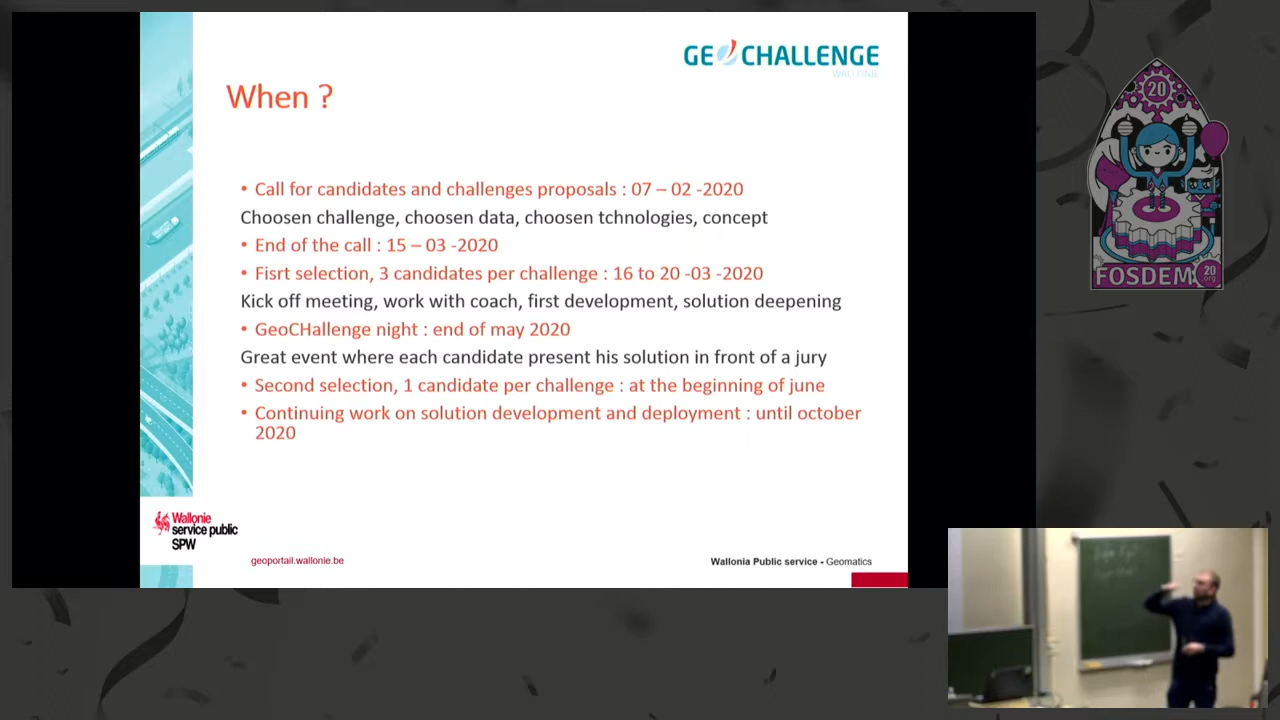 GEOCHALLENGE
WALLONIE
When ?
• Call for candidates and challenges proposals : 07 – 02 -2020
Choosen challenge, choosen data, choosen tchnologies, concept
• End of the call : 15 – 03 -2020
• Fisrt selection, 3 candidates per challenge : 16 to 20 -03 -2020
Kick off meeting, work with coach, first development, solution deepening
• GeoCHallenge night : end of may 2020
Great event where each candidate present his solution in front of a jury
• Second selection, 1 candidate per challenge : at the beginning of june
• Continuing work on solution development and deployment : until october
2020
Wallonie
service public
SPW
geoportail.wallonie.be
Wallonia Public service - Geomatics
20
FOSDEM
20
.org